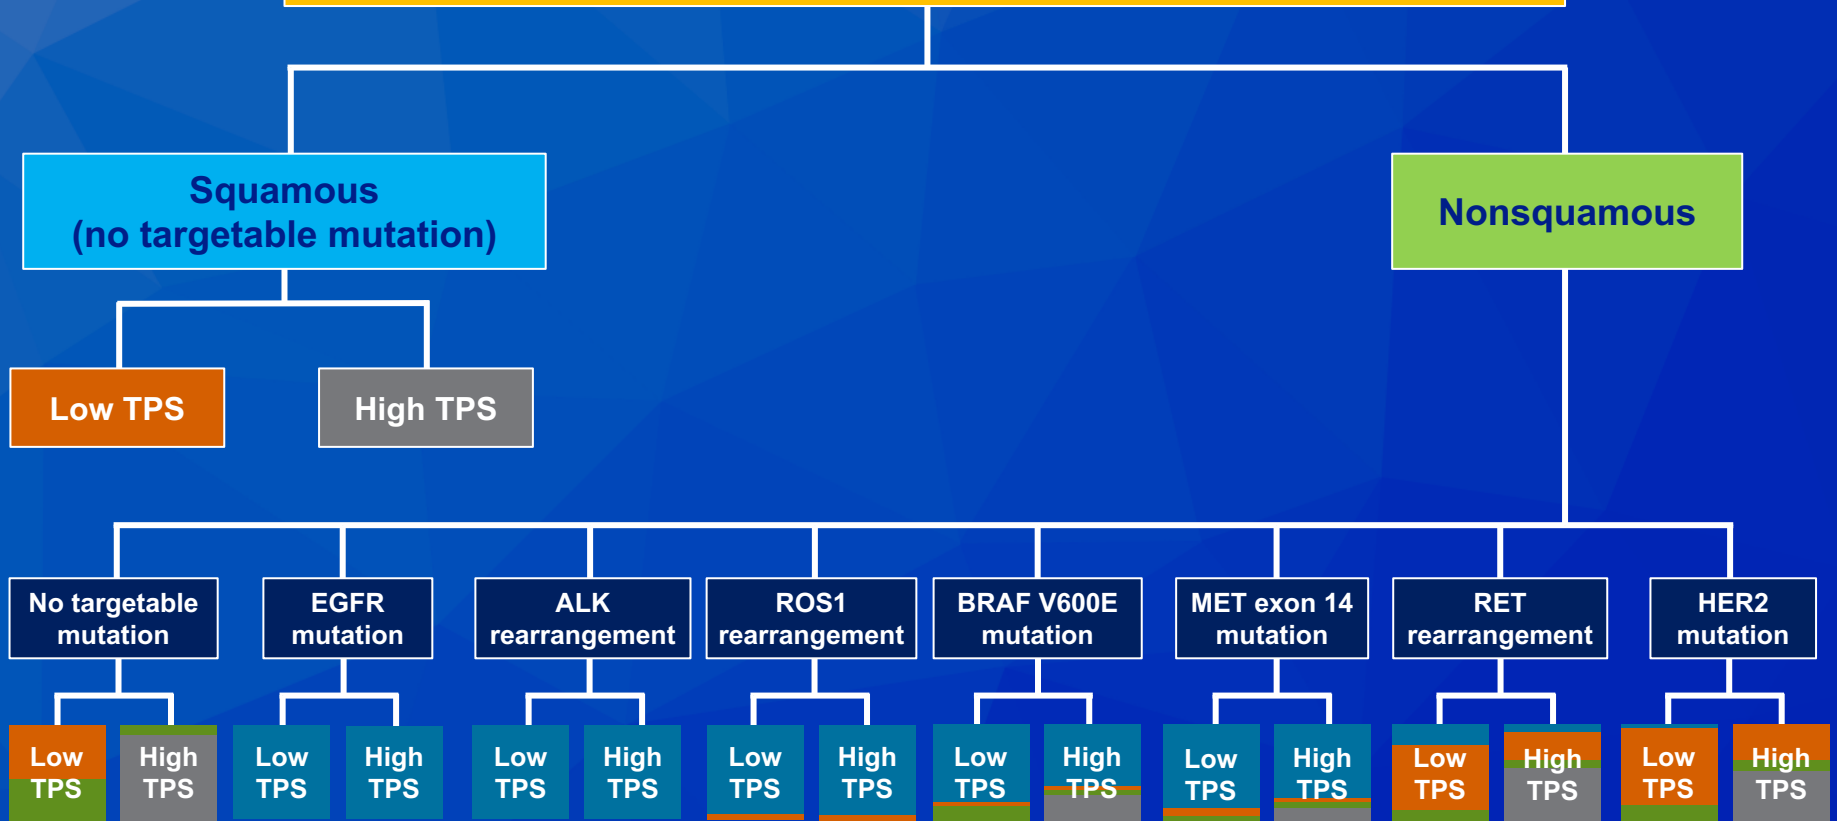 Squamous
(no targetable mutation)
Nonsquamous
Low TPS
High TPS
No targetable
mutation
EGFR
mutation
ALK
rearrangement
ROS1
rearrangement
BRAF V600E
mutation
MET exon 14
mutation
RET
rearrangement
HER2
mutation
Low
TPS
High
TPS
Low
TPS
High
TPS
Low
TPS
High
TPS
Low
TPS
High
TPS
Low
TPS
High
TPS
Low
TPS
High
TPS
Low
TPS
High
TPS
Low
TPS
High
TPS